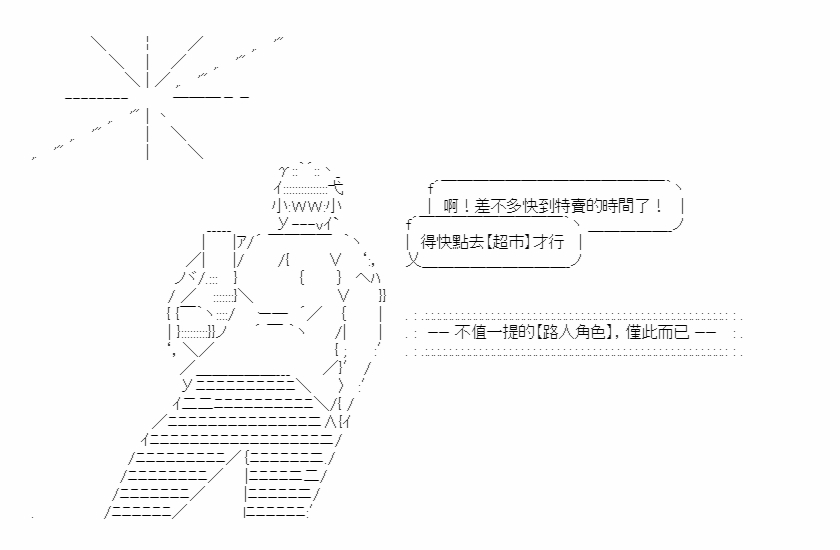 啊！差不多快到特賣的時間了！
得快點去【超市】才行
—— 不值一提的【路人角色】，僅此而已 ——